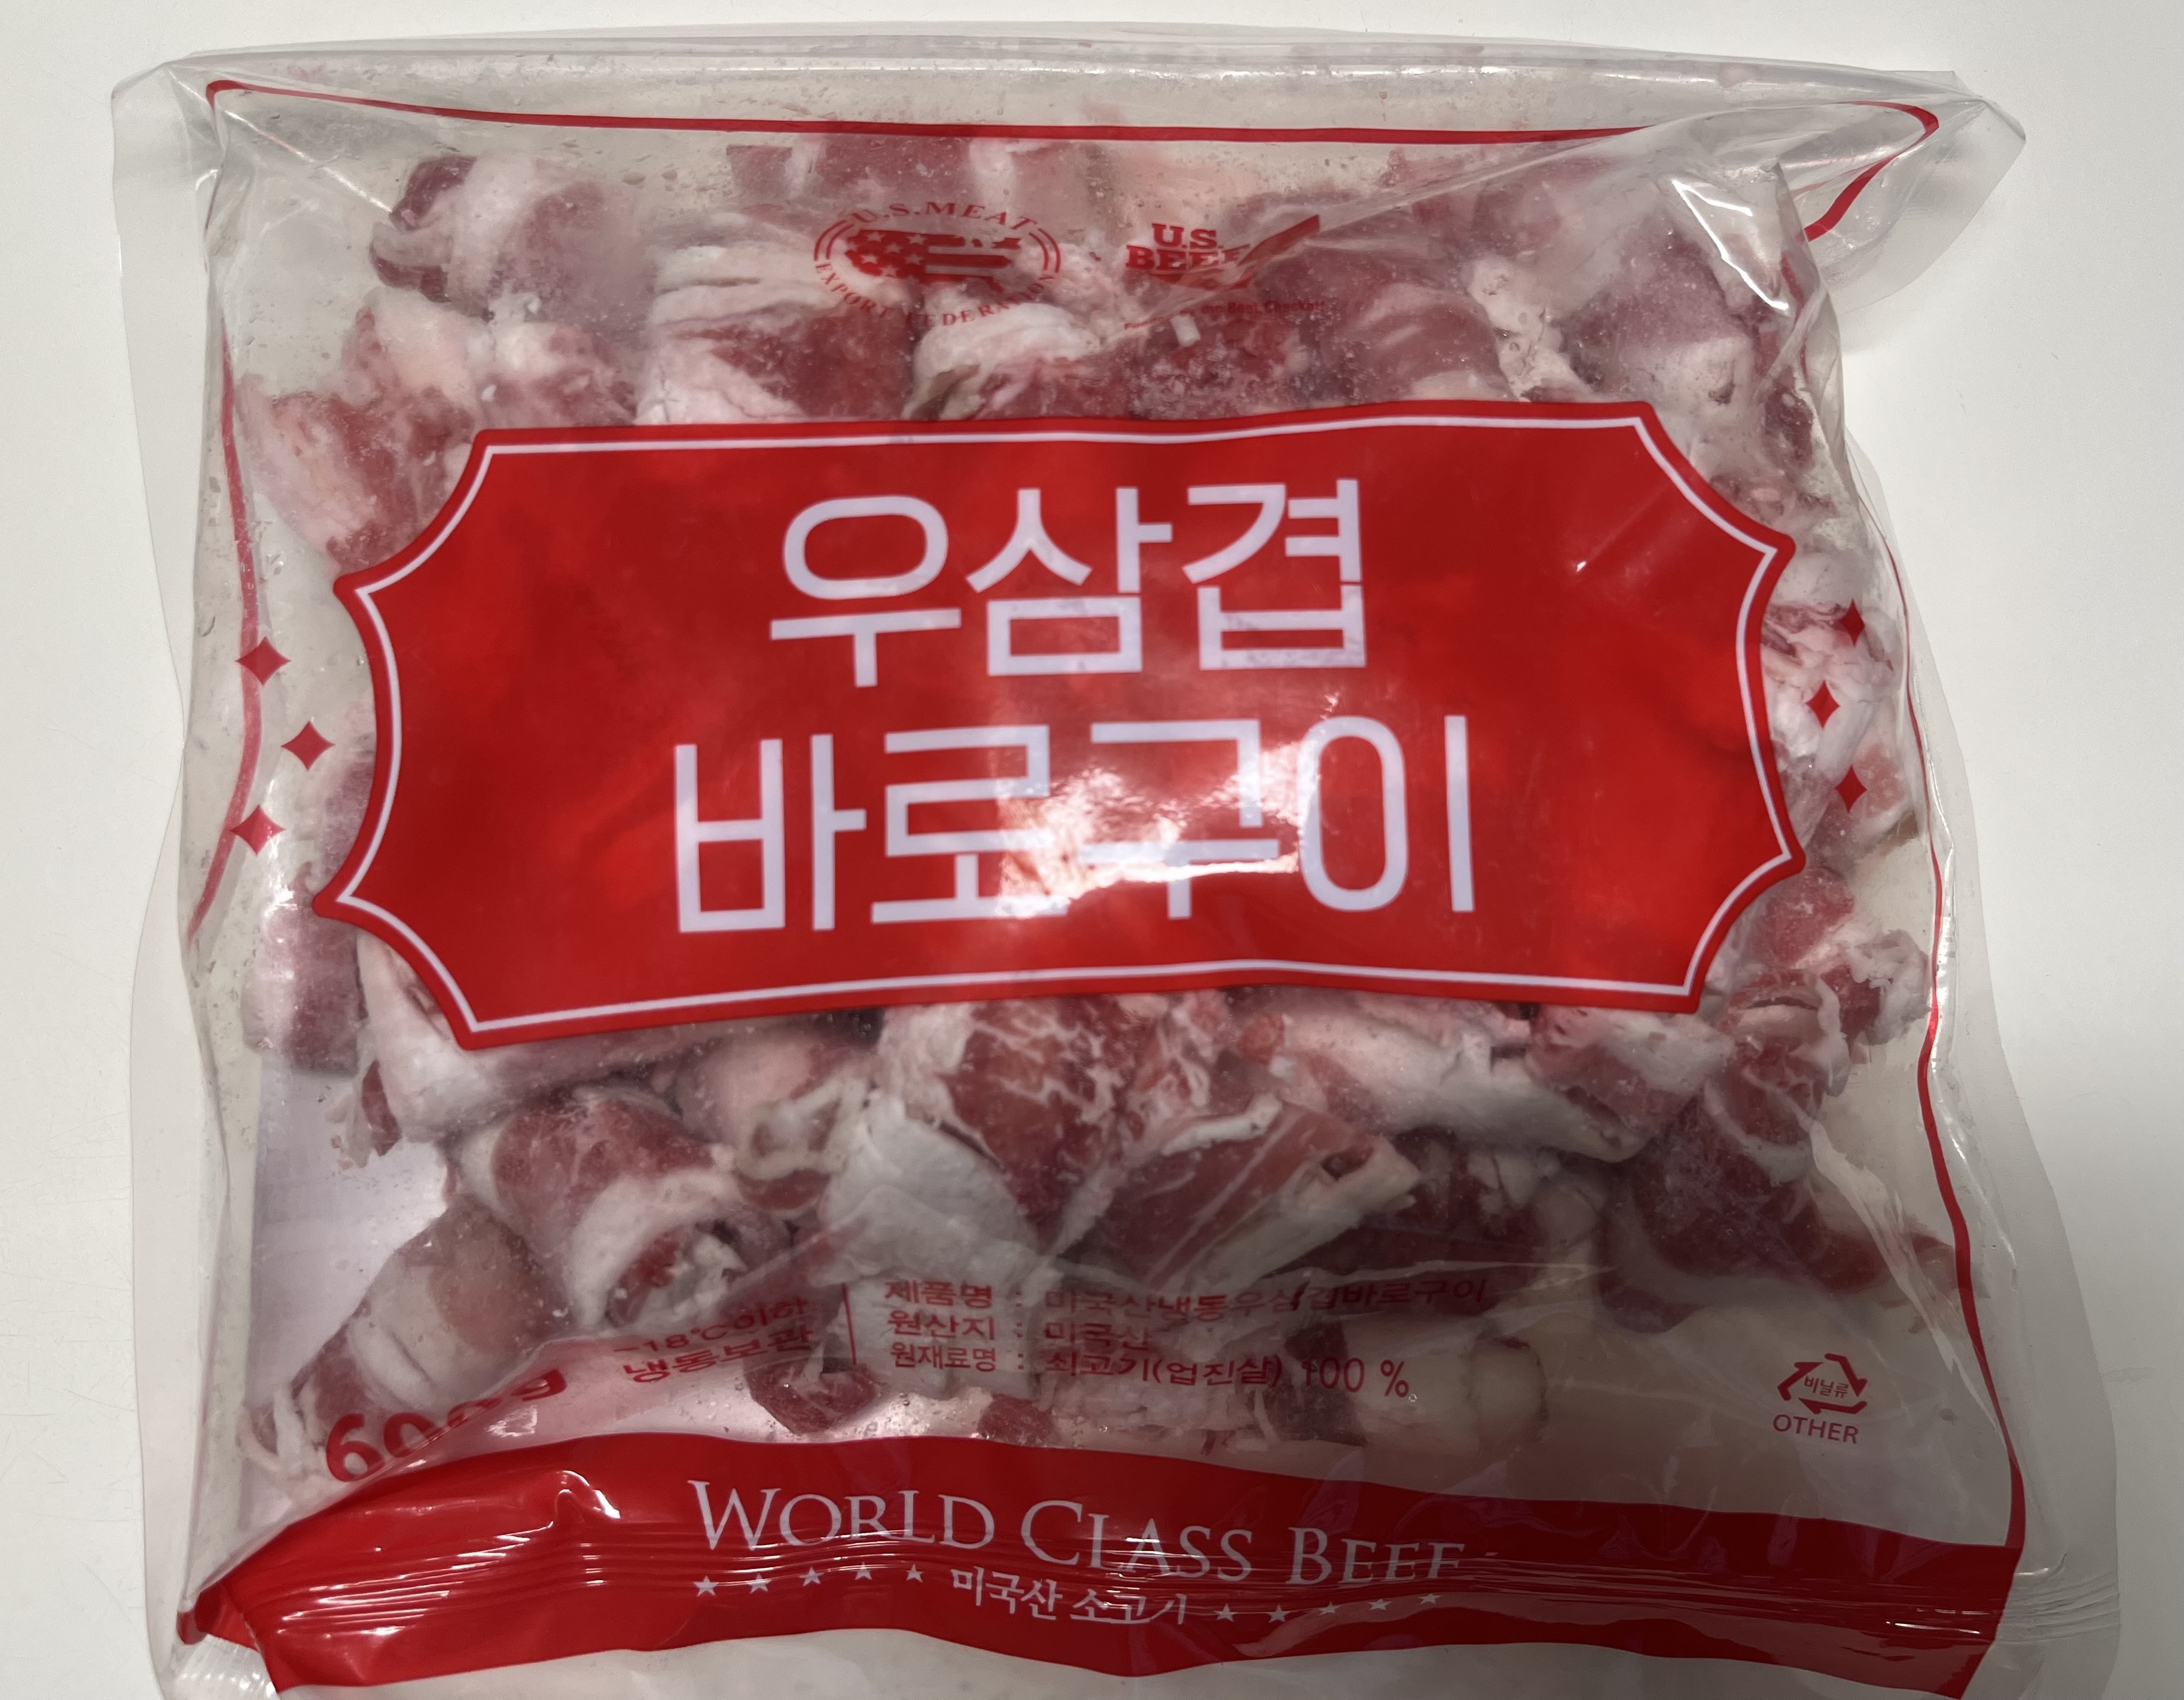 U.S. MEAT
EXPORT FEDERATION
U.S.
BEEF
우삼겹
바로구이
제품명 : 미국산냉동우삼겹바로구이
원산지 : 미국산
원재료명 : 쇠고기(업진살) 100 %
-18℃이하
냉동보관
600g
비닐류
OTHER
WORLD CLASS BEEF
미국산 소고기